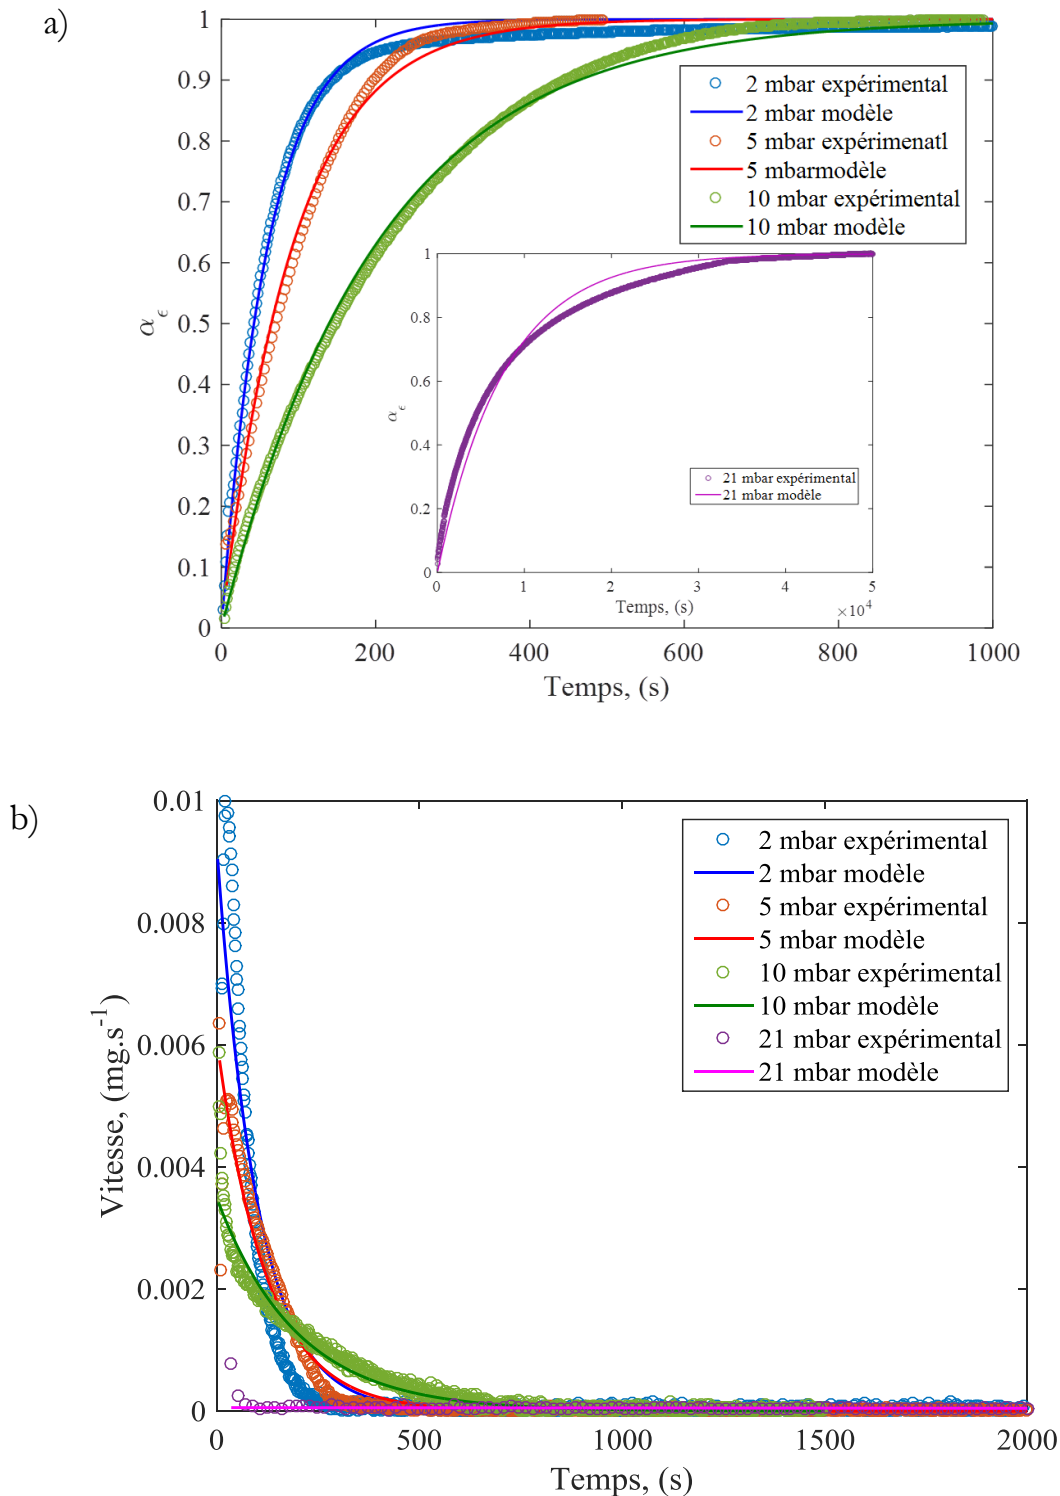 a)
1
0.9
0.8
0.7
0.6
0.5
0.4
0.3
0.2
0.1
0
α ϵ
0 200 400 600 800 1000
Temps, (s)
2 mbar expérimental
2 mbar modèle
5 mbar expérimenatl
5 mbarmodèle
10 mbar expérimental
10 mbar modèle
1
0.8
0.6
0.4
0.2
0
α ϵ
21 mbar expérimental
21 mbar modèle
0 1 2 3 4 5
Temps, (s)
×10⁴
b)
0.01
0.008
0.006
0.004
0.002
0
Vitesse, (mg.s⁻¹)
2 mbar expérimental
2 mbar modèle
5 mbar expérimental
5 mbar modèle
10 mbar expérimental
10 mbar modèle
21 mbar expérimental
21 mbar modèle
0 500 1000 1500 2000
Temps, (s)